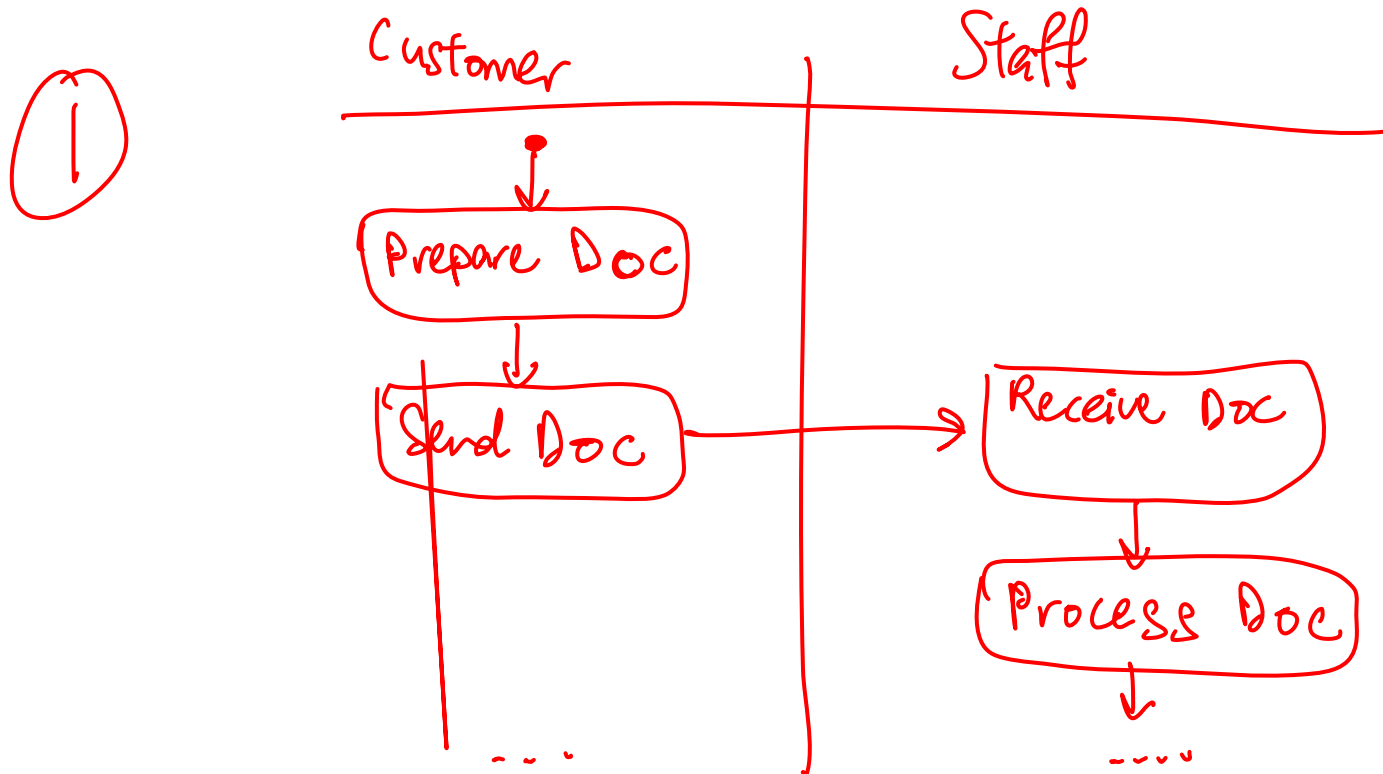 1
Customer
Staff
Prepare Doc
Send Doc
Receive Doc
Process Doc
....
....